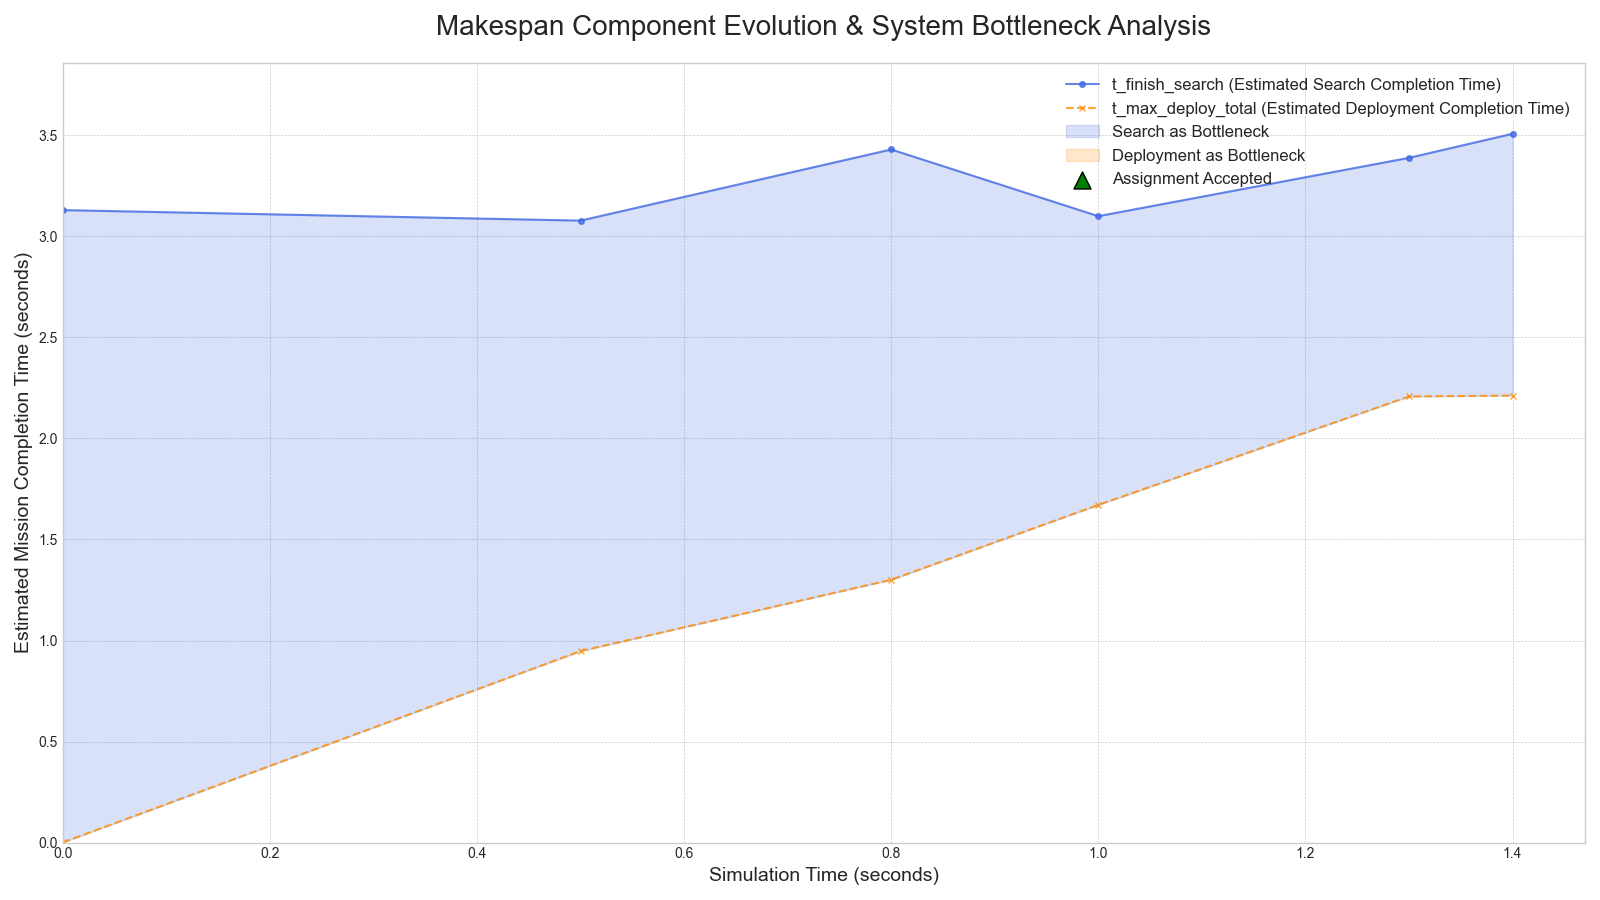 Makespan Component Evolution & System Bottleneck Analysis
t_finish_search (Estimated Search Completion Time)
t_max_deploy_total (Estimated Deployment Completion Time)
Search as Bottleneck
Deployment as Bottleneck
Assignment Accepted
Estimated Mission Completion Time (seconds)
3.5
3.0
2.5
2.0
1.5
1.0
0.5
0.0
0.0 0.2 0.4 0.6 0.8 1.0 1.2 1.4
Simulation Time (seconds)